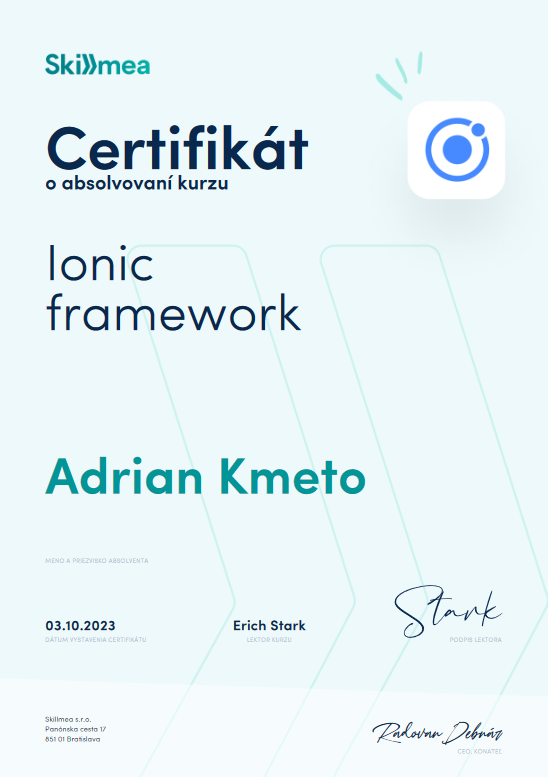 Skillmea
Certifikát
o absolvovaní kurzu
Ionic
framework
Adrian Kmeto
MENO A PRIEZVISKO ABSOLVENTA
03.10.2023
DÁTUM VYSTAVENIA CERTIFIKÁTU
Erich Stark
LEKTOR KURZU
Stark
PODPIS LEKTORA
Skillmea s.r.o.
Panónska cesta 17
851 01 Bratislava
Radovan Debnár
CEO, KONATEĽ